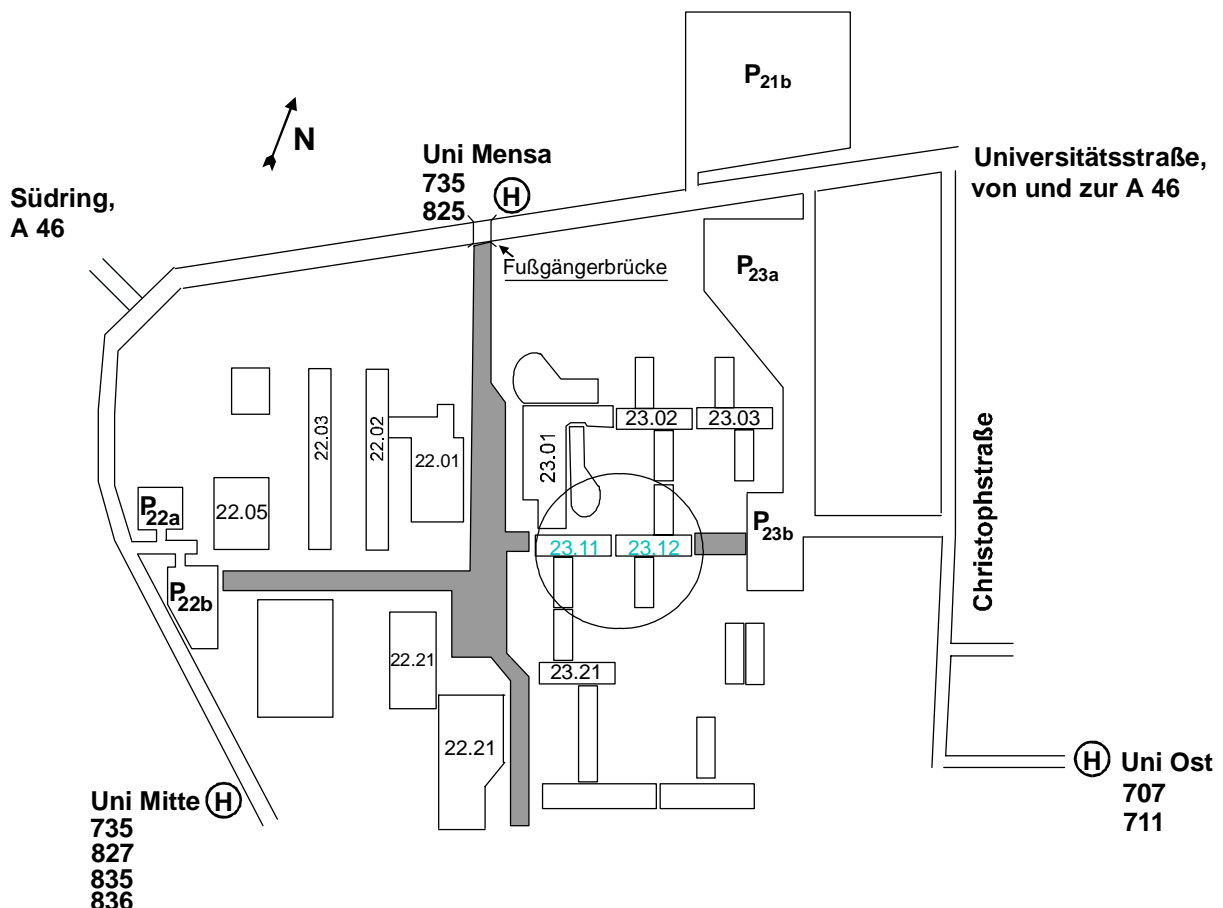 P21b
N
Uni Mensa
735
825
H
Universitätsstraße,
von und zur A 46
Südring,
A 46
Fußgängerbrücke
P23a
23.02
23.03
22.03
22.02
22.01
23.01
Christophstraße
P22a
22.05
23.11
23.12
P23b
P22b
22.21
23.21
22.21
Uni Mitte H
735
827
835
836
H Uni Ost
707
711